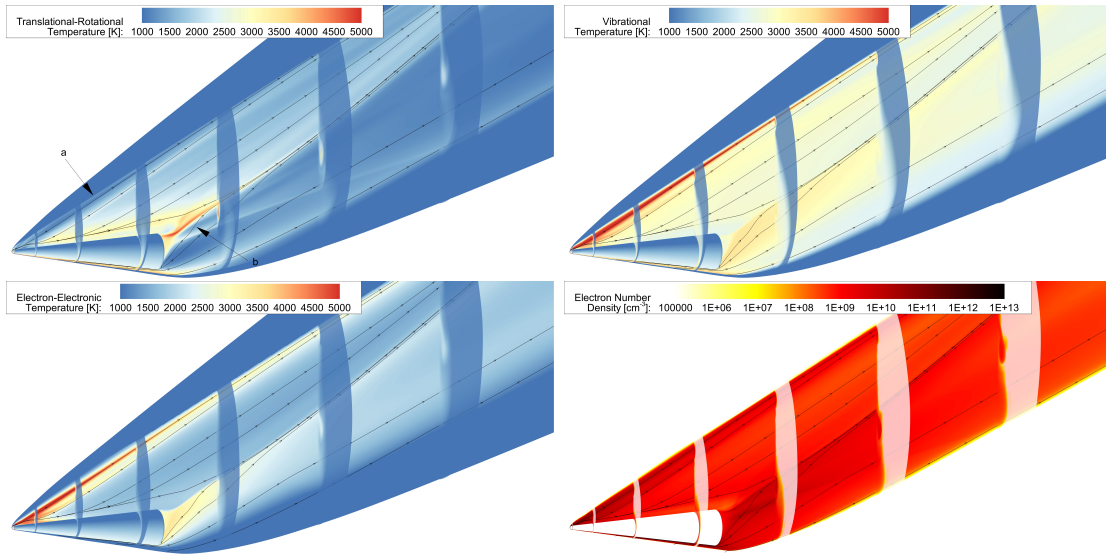 Translational-Rotational
Temperature [K]: 1000 1500 2000 2500 3000 3500 4000 4500 5000
a
b
Vibrational
Temperature [K]: 1000 1500 2000 2500 3000 3500 4000 4500 5000
Electron-Electronic
Temperature [K]: 1000 1500 2000 2500 3000 3500 4000 4500 5000
Electron Number
Density [cm⁻³]: 100000 1E+06 1E+07 1E+08 1E+09 1E+10 1E+11 1E+12 1E+13